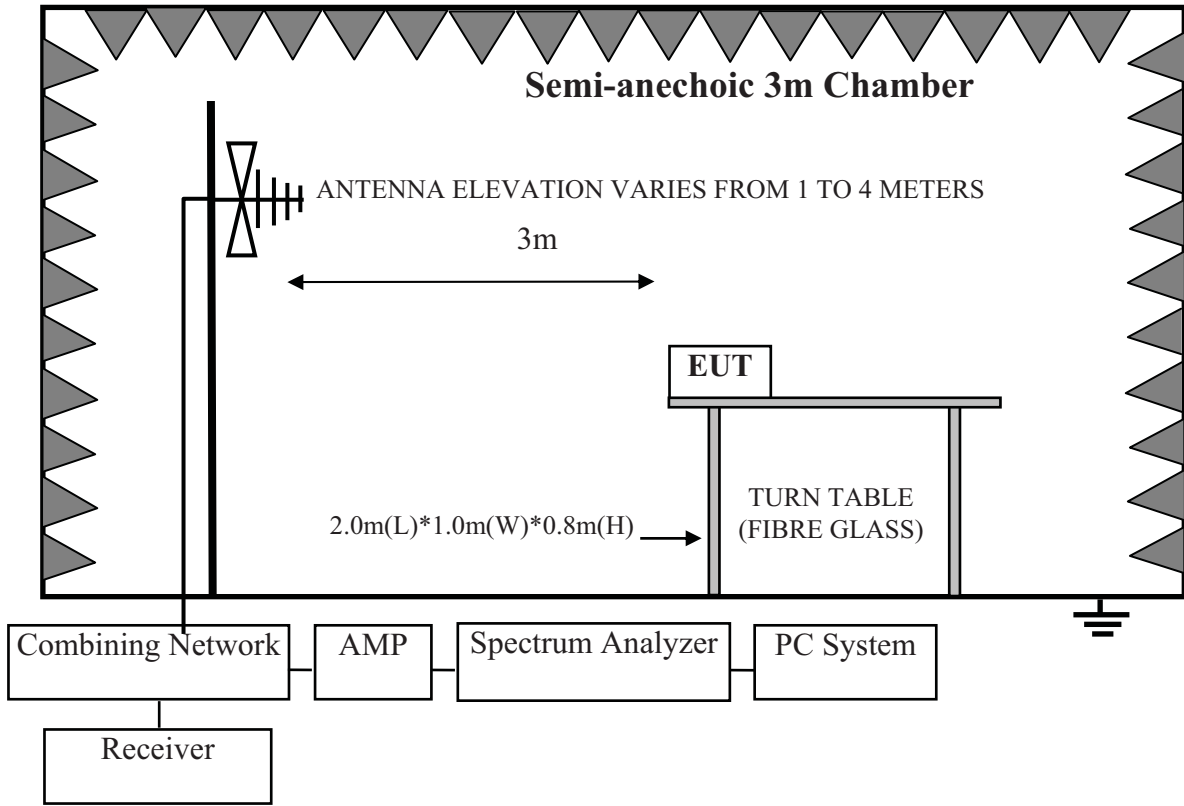 Semi-anechoic 3m Chamber
ANTENNA ELEVATION VARIES FROM 1 TO 4 METERS
3m
EUT
TURN TABLE
(FIBRE GLASS)
2.0m(L)*1.0m(W)*0.8m(H)
Combining Network
AMP
Spectrum Analyzer
PC System
Receiver